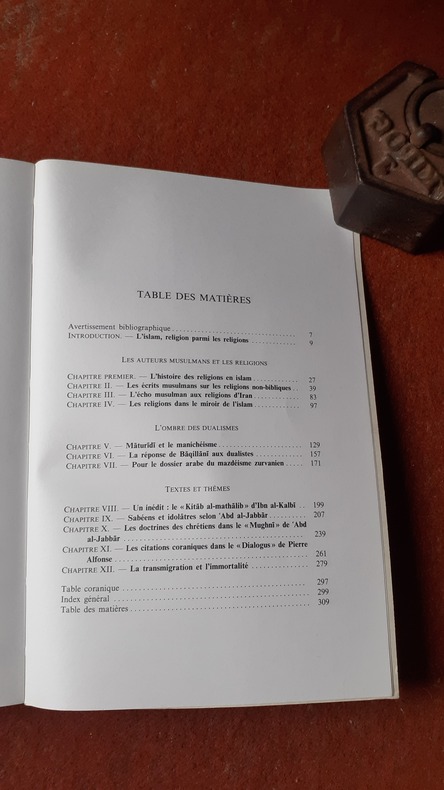 TABLE DES MATIÈRES
Avertissement bibliographique . . . . . . . . . . . . . . . . . . . . . . . . . . . . . . 7
INTRODUCTION. — L'islam, religion parmi les religions . . . . . . . . . . . . 9
LES AUTEURS MUSULMANS ET LES RELIGIONS
CHAPITRE PREMIER. — L'histoire des religions en islam . . . . . . . . . . . 27
CHAPITRE II. — Les écrits musulmans sur les religions non-bibliques . . 39
CHAPITRE III. — L'écho musulman aux religions d'Iran . . . . . . . . . . 83
CHAPITRE IV. — Les religions dans le miroir de l'islam . . . . . . . . . . 97
L'OMBRE DES DUALISMES
CHAPITRE V. — Māturīdī et le manichéisme . . . . . . . . . . . . . . . . . . . 129
CHAPITRE VI. — La réponse de Bāqillānī aux dualistes . . . . . . . . . . . 157
CHAPITRE VII. — Pour le dossier arabe du mazdéisme zurvanien . . . . . 171
TEXTES ET THÈMES
CHAPITRE VIII. — Un inédit : le « Kitāb al-mathālib » d'Ibn al-Kalbī . . 199
CHAPITRE IX. — Sabéens et idolâtres selon 'Abd al-Jabbār . . . . . . . . . 207
CHAPITRE X. — Les doctrines des chrétiens dans le « Mughnī » de 'Abd
al-Jabbār . . . . . . . . . . . . . . . . . . . . . . . . . . . . . . . . . . . 239
CHAPITRE XI. — Les citations coraniques dans le « Dialogus » de Pierre
Alfonse . . . . . . . . . . . . . . . . . . . . . . . . . . . . . . . . . . . . 261
CHAPITRE XII. — La transmigration et l'immortalité . . . . . . . . . . . . . 279
Table coranique . . . . . . . . . . . . . . . . . . . . . . . . . . . . . . . . . . . . 297
Index général . . . . . . . . . . . . . . . . . . . . . . . . . . . . . . . . . . . . . 299
Table des matières . . . . . . . . . . . . . . . . . . . . . . . . . . . . . . . . . . 309